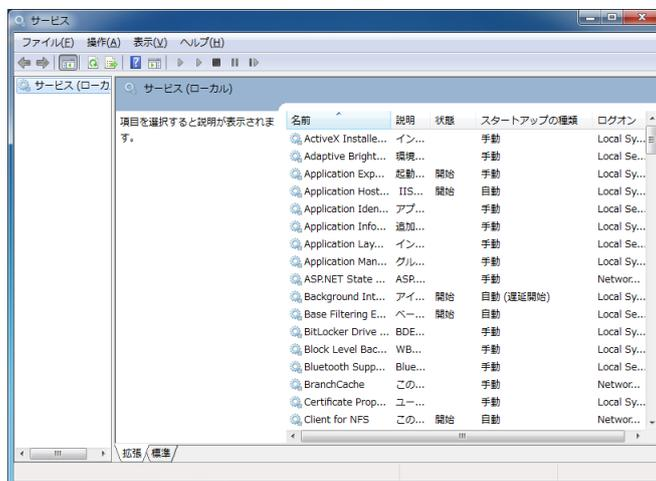 サービス
ファイル(F) 操作(A) 表示(V) ヘルプ(H)
サービス (ローカ
サービス (ローカル)
項目を選択すると説明が表示されま
す。
名前 説明 状態 スタートアップの種類 ログオン
ActiveX Installe... イン... 手動 Local Sy...
Adaptive Bright... 環境... 手動 Local Se...
Application Exp... 起動... 開始 手動 Local Sy...
Application Host... IIS... 開始 自動 Local Sy...
Application Iden... アプ... 手動 Local Se...
Application Info... 追加... 手動 Local Sy...
Application Lay... イン... 手動 Local Se...
Application Man... グル... 手動 Local Sy...
ASP.NET State ... ASP.... 手動 Networ...
Background Int... アイ... 開始 自動 (遅延開始) Local Sy...
Base Filtering E... ベー... 開始 自動 Local Se...
BitLocker Drive ... BDE... 手動 Local Sy...
Block Level Bac... WB... 手動 Local Sy...
Bluetooth Supp... Blue... 手動 Local Se...
BranchCache この... 手動 Networ...
Certificate Prop... ユー... 手動 Local Sy...
Client for NFS この... 開始 自動 Networ...
拡張 標準